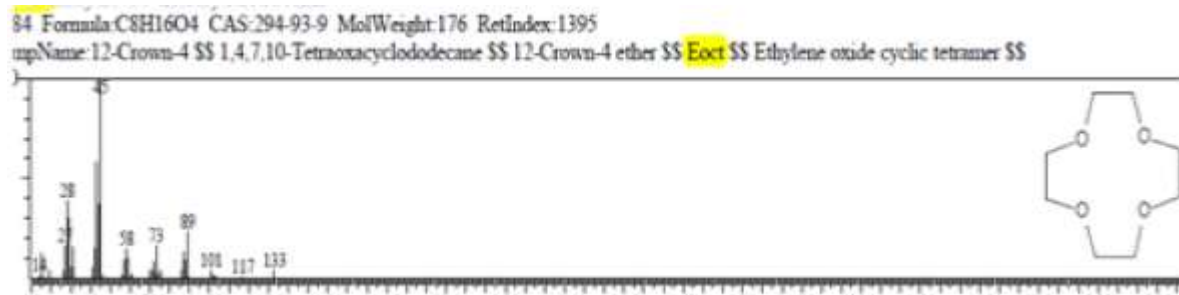 84 Formula:C8H16O4 CAS:294-93-9 MolWeight:176 RetIndex:1395
mpName:12-Crown-4 $$ 1,4,7,10-Tetraoxacyclododecane $$ 12-Crown-4 ether $$ Eoct $$ Ethylene oxide cyclic tetramer $$
45
28
58
73
89
101
117
133
O
O
O
O